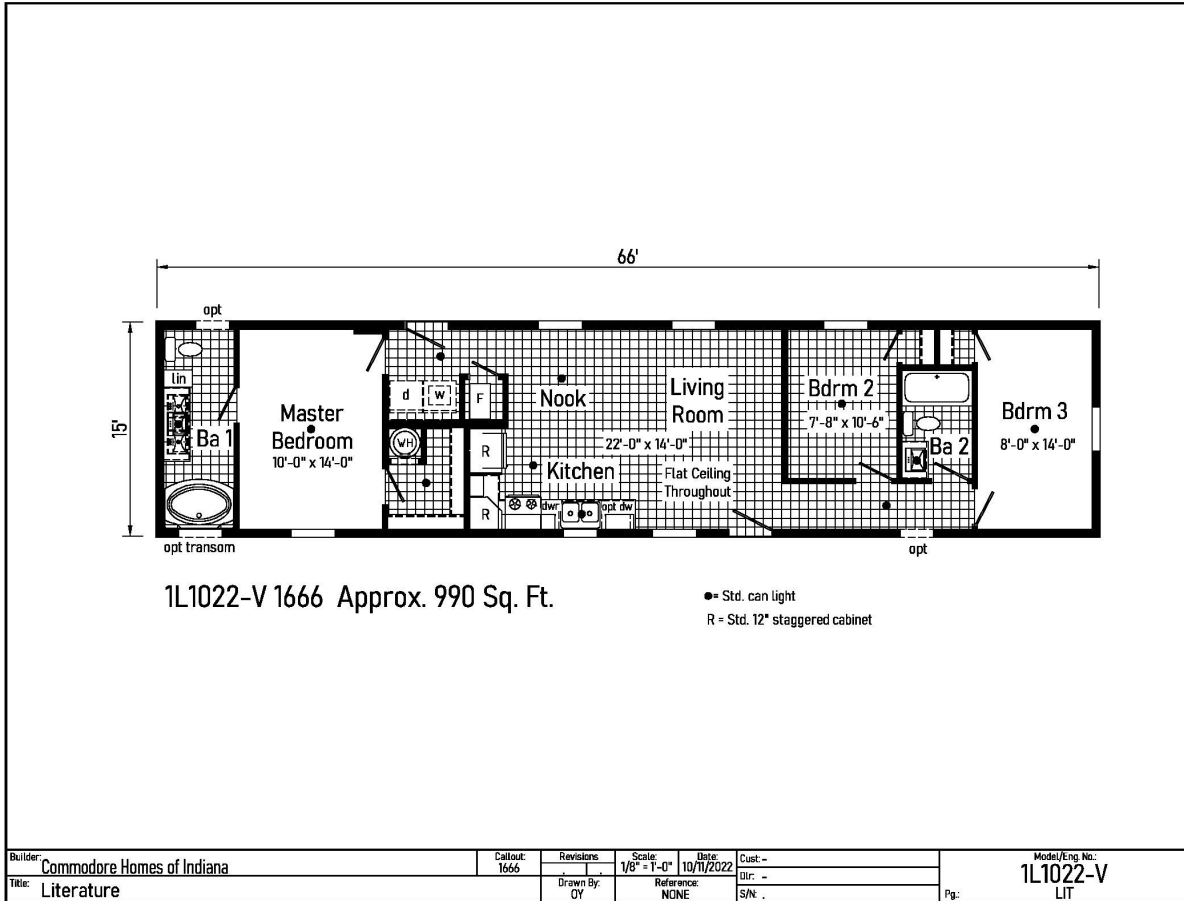 66'
opt
15'
lin
Ba 1
Master
Bedroom
10'-0" x 14'-0"
d
w
F
WH
R
R
Nook
Kitchen
dwr
opt dw
Living
Room
22'-0" x 14'-0"
Flat Ceiling
Throughout
Bdrm 2
7'-8" x 10'-6"
Ba 2
Bdrm 3
8'-0" x 14'-0"
opt transom
opt
1L1022-V 1666 Approx. 990 Sq. Ft.
●= Std. can light
R = Std. 12" staggered cabinet
Builder: Commodore Homes of Indiana
Title: Literature
Callout:
1666
Revisions
. .
Drawn By:
OY
Scale:
1/8" = 1'-0"
Date:
10/11/2022
Reference:
NONE
Cust: -
Dlr: -
S/N: .
Model/Eng. No.:
1L1022-V
Pg.: LIT